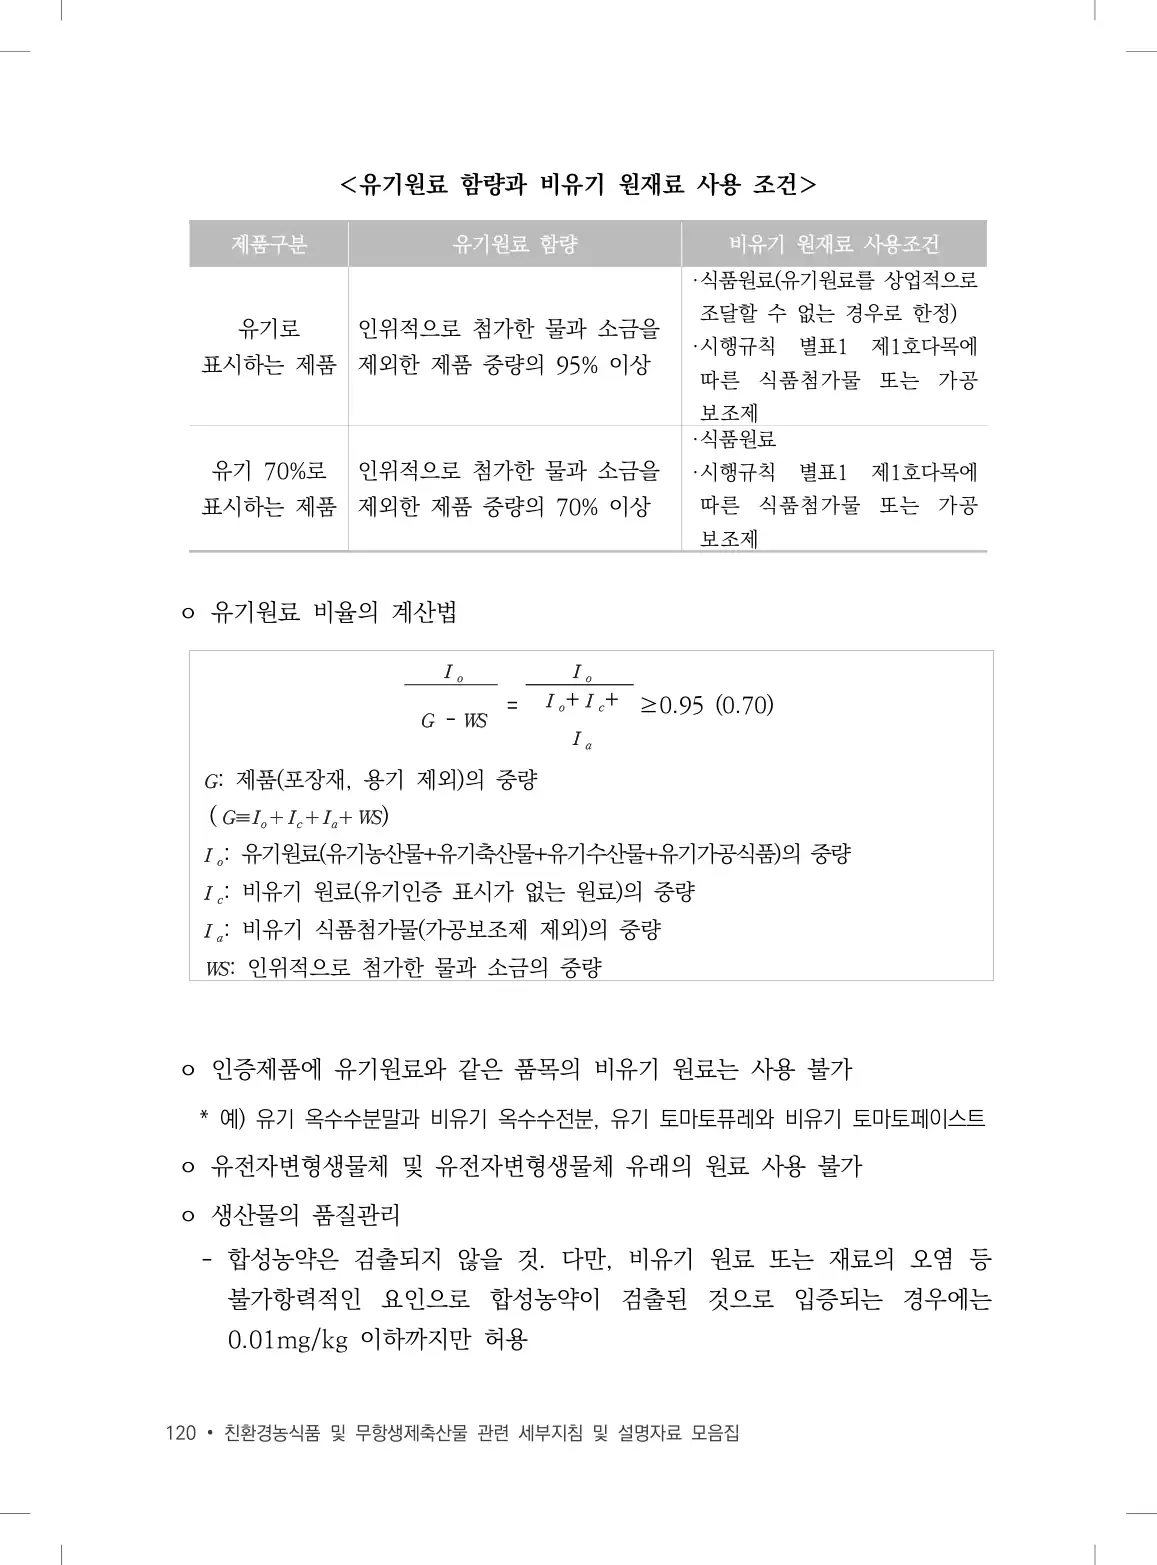 <유기원료 함량과 비유기 원재료 사용 조건>
제품구분 유기원료 함량 비유기 원재료 사용조건
유기로
표시하는 제품
인위적으로 첨가한 물과 소금을
제외한 제품 중량의 95% 이상
·식품원료(유기원료를 상업적으로
조달할 수 없는 경우로 한정)
·시행규칙 별표1 제1호다목에
따른 식품첨가물 또는 가공
보조제
유기 70%로
표시하는 제품
인위적으로 첨가한 물과 소금을
제외한 제품 중량의 70% 이상
·식품원료
·시행규칙 별표1 제1호다목에
따른 식품첨가물 또는 가공
보조제
ㅇ 유기원료 비율의 계산법
I o I o
G - WS = I o+ I c+ ≥0.95 (0.70)
I a
G: 제품(포장재, 용기 제외)의 중량
( G≡I o + I c + I a + WS)
I o: 유기원료(유기농산물+유기축산물+유기수산물+유기가공식품)의 중량
I c: 비유기 원료(유기인증 표시가 없는 원료)의 중량
I a: 비유기 식품첨가물(가공보조제 제외)의 중량
WS: 인위적으로 첨가한 물과 소금의 중량
ㅇ 인증제품에 유기원료와 같은 품목의 비유기 원료는 사용 불가
* 예) 유기 옥수수분말과 비유기 옥수수전분, 유기 토마토퓨레와 비유기 토마토페이스트
ㅇ 유전자변형생물체 및 유전자변형생물체 유래의 원료 사용 불가
ㅇ 생산물의 품질관리
- 합성농약은 검출되지 않을 것. 다만, 비유기 원료 또는 재료의 오염 등
불가항력적인 요인으로 합성농약이 검출된 것으로 입증되는 경우에는
0.01mg/kg 이하까지만 허용
120 • 친환경농식품 및 무항생제축산물 관련 세부지침 및 설명자료 모음집